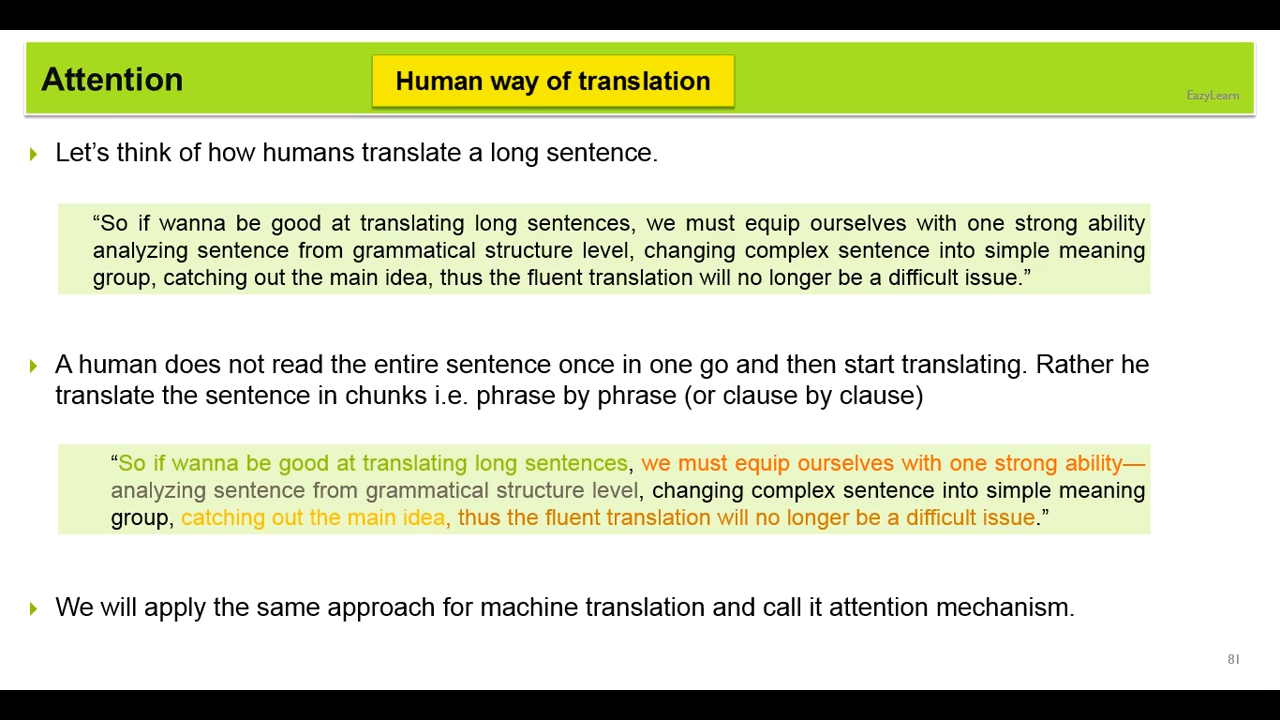 Attention
Human way of translation
EazyLearn
Let’s think of how humans translate a long sentence.
“So if wanna be good at translating long sentences, we must equip ourselves with one strong ability
analyzing sentence from grammatical structure level, changing complex sentence into simple meaning
group, catching out the main idea, thus the fluent translation will no longer be a difficult issue.”
A human does not read the entire sentence once in one go and then start translating. Rather he
translate the sentence in chunks i.e. phrase by phrase (or clause by clause)
“So if wanna be good at translating long sentences, we must equip ourselves with one strong ability—
analyzing sentence from grammatical structure level, changing complex sentence into simple meaning
group, catching out the main idea, thus the fluent translation will no longer be a difficult issue.”
We will apply the same approach for machine translation and call it attention mechanism.
81